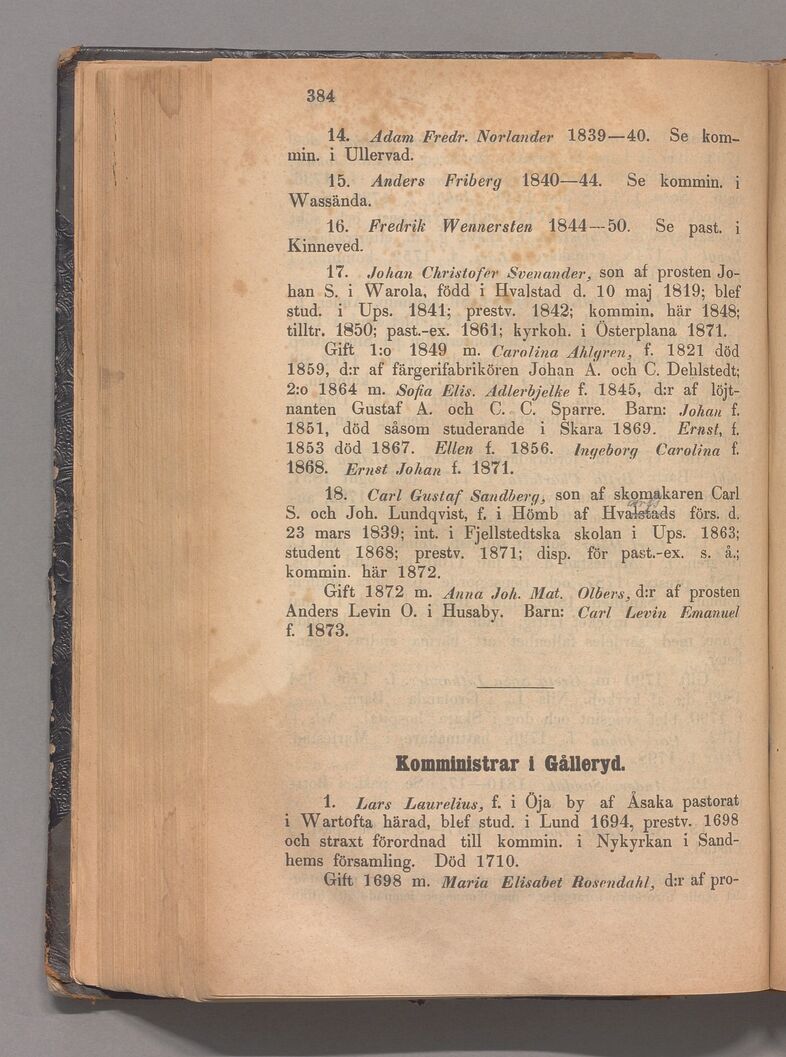 384
14. Adam Fredr. Norlander 1839—40. Se kom-
min. i Ullervad.
15. Anders Friberg 1840—44. Se kommin. i
Wassända.
16. Fredrik Wennersten 1844—50. Se past. i
Kinneved.
17. Johan Christofer Svenander, son af prosten Jo-
han S. i Warola, född i Hvalstad d. 10 maj 1819; blef
stud. i Ups. 1841; prestv. 1842; kommin. här 1848;
tilltr. 1850; past.-ex. 1861; kyrkoh. i Österplana 1871.
Gift 1:o 1849 m. Carolina Ahlgren, f. 1821 död
1859, d:r af färgerifabrikören Johan A. och C. Dehlstedt;
2:o 1864 m. Sofia Elis. Adlerbjelke f. 1845, d:r af löjt-
nanten Gustaf A. och C. C. Sparre. Barn: Johan f.
1851, död såsom studerande i Skara 1869. Ernst, f.
1853 död 1867. Ellen f. 1856. Ingeborg Carolina f.
1868. Ernst Johan f. 1871.
18. Carl Gustaf Sandberg, son af skomakaren Carl
S. och Joh. Lundqvist, f. i Hömb af Hvalstads förs. d.
23 mars 1839; int. i Fjellstedtska skolan i Ups. 1863;
student 1868; prestv. 1871; disp. för past.-ex. s. å.;
kommin. här 1872.
Gift 1872 m. Anna Joh. Mat. Olbers, d:r af prosten
Anders Levin O. i Husaby. Barn: Carl Levin Emanuel
f. 1873.
Komministrar i Gålleryd.
1. Lars Laurelius, f. i Öja by af Åsaka pastorat
i Wartofta härad, blef stud. i Lund 1694, prestv. 1698
och straxt förordnad till kommin. i Nykyrkan i Sand-
hems församling. Död 1710.
Gift 1698 m. Maria Elisabet Rosendahl, d:r af pro-